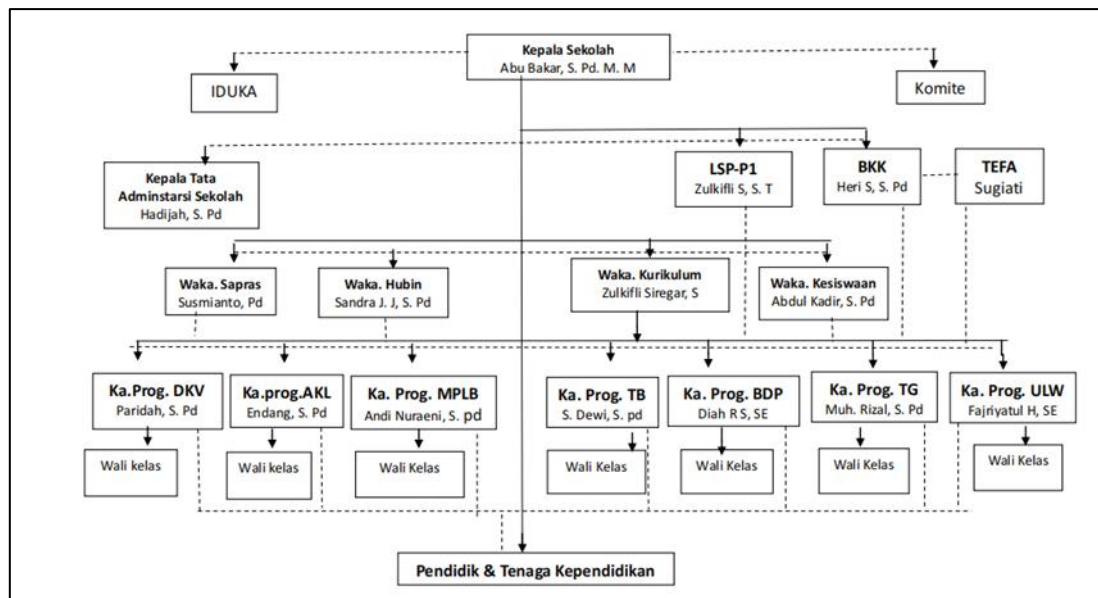 Kepala Sekolah
Abu Bakar, S. Pd. M. M
IDUKA
Komite
Kepala Tata
Adminstarsi Sekolah
Hadijah, S. Pd
LSP-P1
Zulkifli S, S. T
BKK
Heri S, S. Pd
TEFA
Sugiati
Waka. Sapras
Susmianto, Pd
Waka. Hubin
Sandra J. J, S. Pd
Waka. Kurikulum
Zulkifli Siregar, S
Waka. Kesiswaan
Abdul Kadir, S. Pd
Ka.Prog. DKV
Paridah, S. Pd
Ka.prog.AKL
Endang, S. Pd
Ka. Prog. MPLB
Andi Nuraeni, S. pd
Ka. Prog. TB
S. Dewi, S. pd
Ka. Prog. BDP
Diah R S, SE
Ka. Prog. TG
Muh. Rizal, S. Pd
Ka. Prog. ULW
Fajriyatul H, SE
Wali kelas
Wali kelas
Wali Kelas
Wali Kelas
Wali Kelas
Wali Kelas
Wali Kelas
Pendidik & Tenaga Kependidikan